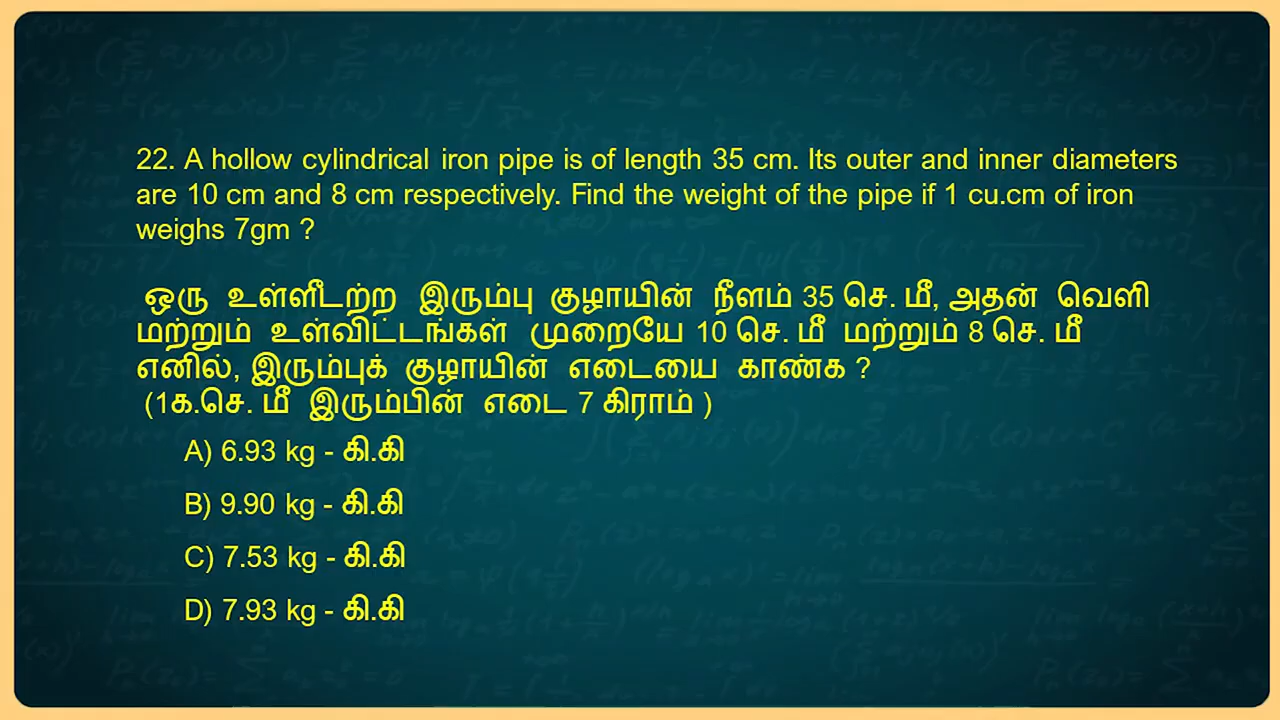 22. A hollow cylindrical iron pipe is of length 35 cm. Its outer and inner diameters
are 10 cm and 8 cm respectively. Find the weight of the pipe if 1 cu.cm of iron
weighs 7gm ?
ஒரு உள்ளீடற்ற இரும்பு குழாயின் நீளம் 35 செ. மீ, அதன் வெளி
மற்றும் உள்விட்டங்கள் முறையே 10 செ. மீ மற்றும் 8 செ. மீ
எனில், இரும்புக் குழாயின் எடையை காண்க ?
(1க.செ. மீ இரும்பின் எடை 7 கிராம் )
A) 6.93 kg - கி.கி
B) 9.90 kg - கி.கி
C) 7.53 kg - கி.கி
D) 7.93 kg - கி.கி